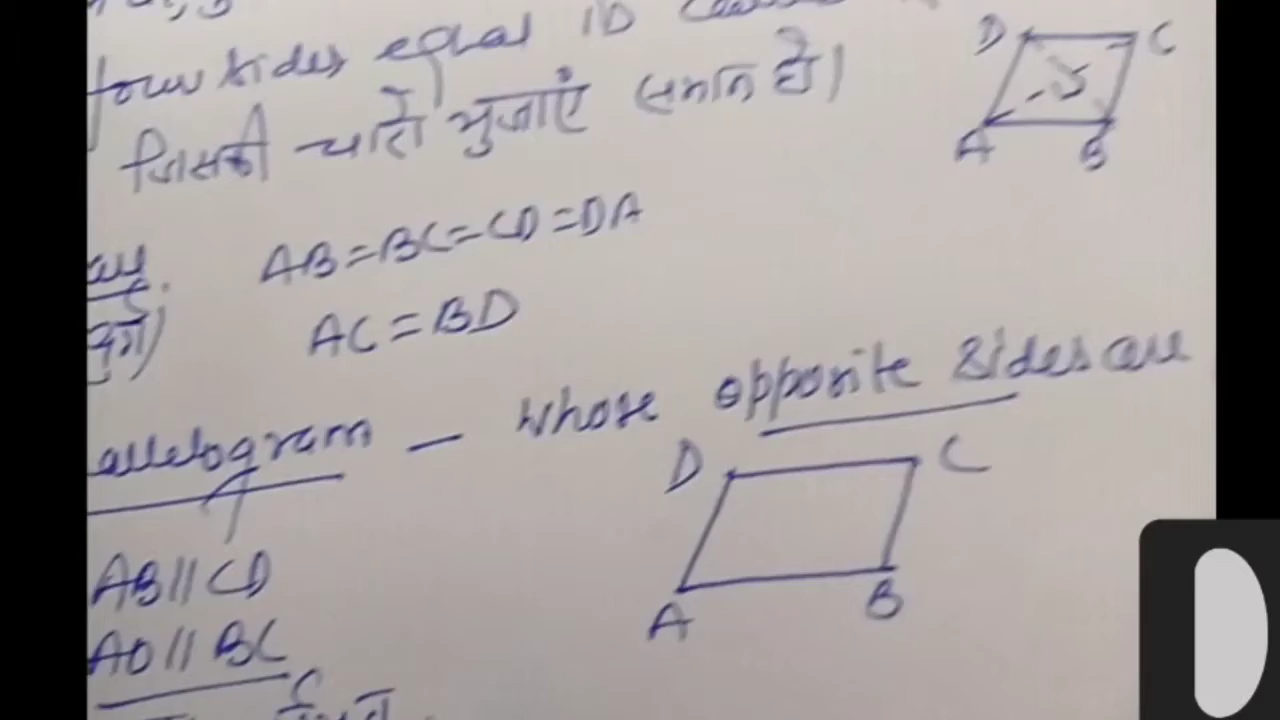 four sides equal is
D C
जिसकी चारो भुजाएं समान हो।
A B
AB=BC=CD=DA
AC=BD
allelogram — whose opposite sides are
D C
AB//CD
A B
AD//BC